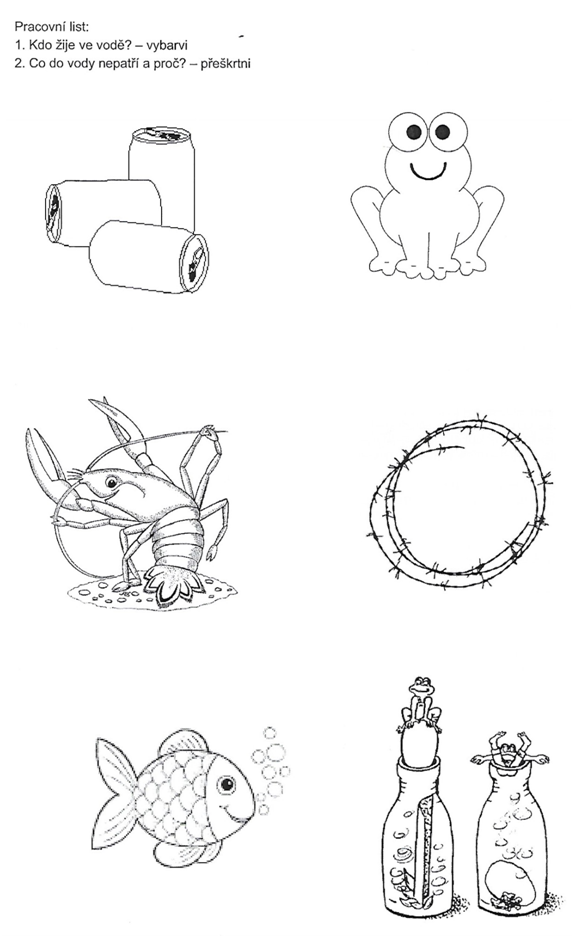 Pracovní list:
1. Kdo žije ve vodě? – vybarvi
2. Co do vody nepatří a proč? – přeškrtni